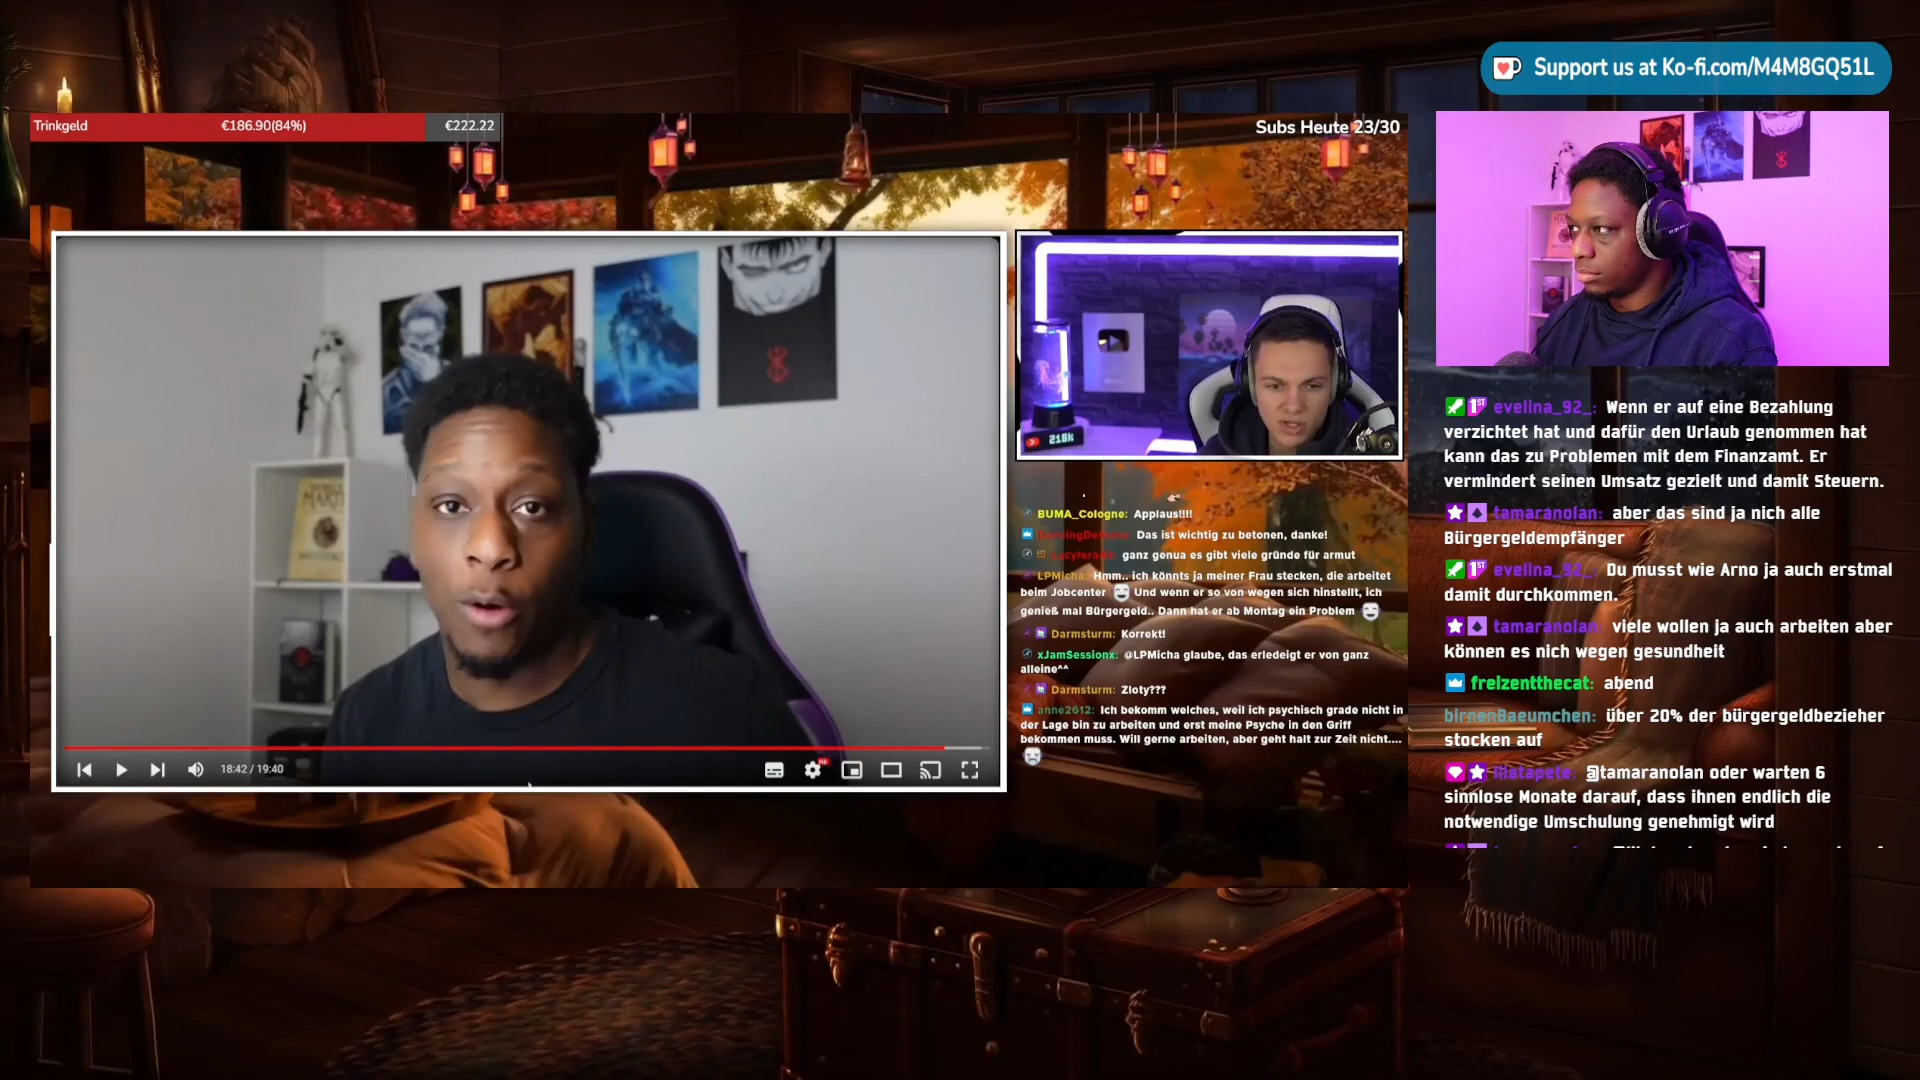 Support us at Ko-fi.com/M4M8GQ51L
Trinkgeld €186.90(84%) €222.22
Subs Heute 23/30
218k
18:42 / 19:40
BUMA_Cologne: Applaus!!!!
Das ist wichtig zu betonen, danke!
ganz genua es gibt viele gründe für armut
LPMicha: Hmm.. ich könnts ja meiner Frau stecken, die arbeitet
beim Jobcenter Und wenn er so von wegen sich hinstellt, ich
genieß mal Bürgergeld.. Dann hat er ab Montag ein Problem
Darmsturm: Korrekt!
xJamSessionx: @LPMicha glaube, das erledeigt er von ganz
alleine^^
Darmsturm: Zloty???
anne2612: Ich bekomm welches, weil ich psychisch grade nicht in
der Lage bin zu arbeiten und erst meine Psyche in den Griff
bekommen muss. Will gerne arbeiten, aber geht halt zur Zeit nicht....
evelina_92_: Wenn er auf eine Bezahlung
verzichtet hat und dafür den Urlaub genommen hat
kann das zu Problemen mit dem Finanzamt. Er
vermindert seinen Umsatz gezielt und damit Steuern.
tamaranolan: aber das sind ja nich alle
Bürgergeldempfänger
evelina_92_: Du musst wie Arno ja auch erstmal
damit durchkommen.
tamaranolan: viele wollen ja auch arbeiten aber
können es nich wegen gesundheit
freizentthecat: abend
birnenBaeumchen: über 20% der bürgergeldbezieher
stocken auf
@tamaranolan oder warten 6
sinnlose Monate darauf, dass ihnen endlich die
notwendige Umschulung genehmigt wird